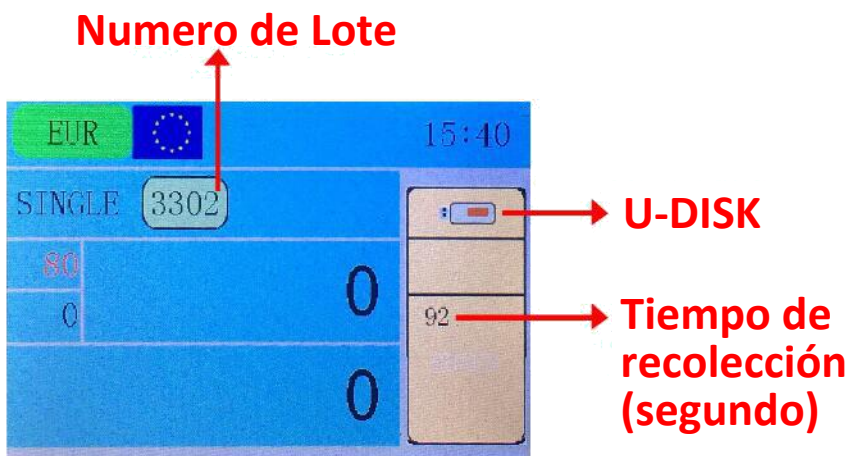 Numero de Lote
EUR
15:40
SINGLE 3302
U-DISK
80
0
0
92
Tiempo de
recolección
(segundo)
0